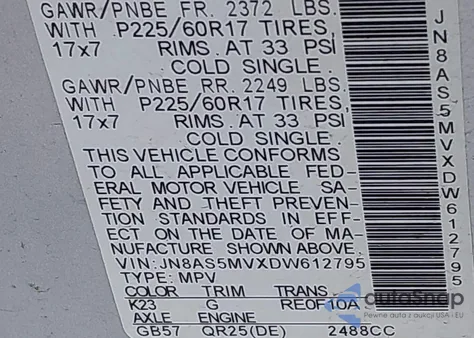 GAWR/PNBE FR. 2372 LBS.
WITH P225/60R17 TIRES,
17x7 RIMS. AT 33 PSI
COLD SINGLE.
GAWR/PNBE RR. 2249 LBS.
WITH P225/60R17 TIRES,
17x7 RIMS. AT 33 PSI
COLD SINGLE.
THIS VEHICLE CONFORMS
TO ALL APPLICABLE FED-
ERAL MOTOR VEHICLE SA-
FETY AND THEFT PREVEN-
TION STANDARDS IN EFF-
ECT ON THE DATE OF MA-
NUFACTURE SHOWN ABOVE.
VIN: JN8AS5MVXDW612795
TYPE: MPV
COLOR TRIM TRANS.
K23 G RE0F10A
AXLE ENGINE
GB57 QR25(DE) 2488CC
JN8AS5MVXDW612795
autoSnap